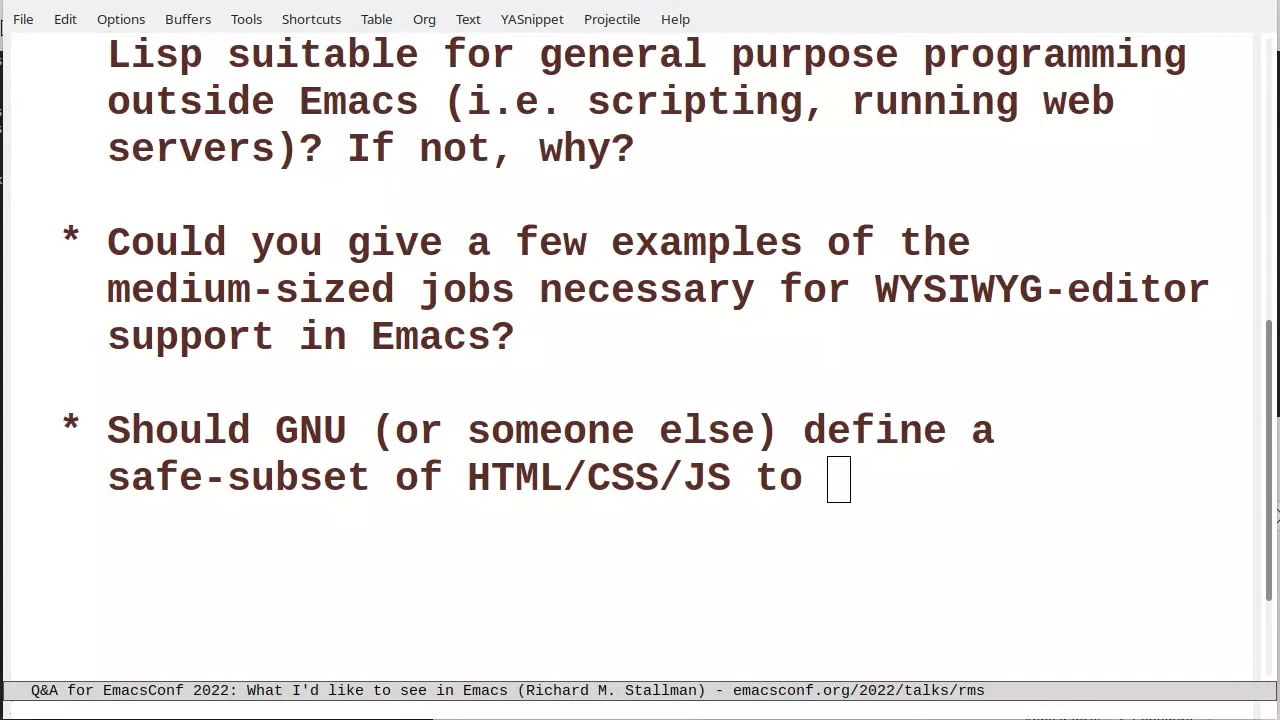 File Edit Options Buffers Tools Shortcuts Table Org Text YASnippet Projectile Help
Lisp suitable for general purpose programming
outside Emacs (i.e. scripting, running web
servers)? If not, why?
* Could you give a few examples of the
medium-sized jobs necessary for WYSIWYG-editor
support in Emacs?
* Should GNU (or someone else) define a
safe-subset of HTML/CSS/JS to
Q&A for EmacsConf 2022: What I'd like to see in Emacs (Richard M. Stallman) - emacsconf.org/2022/talks/rms